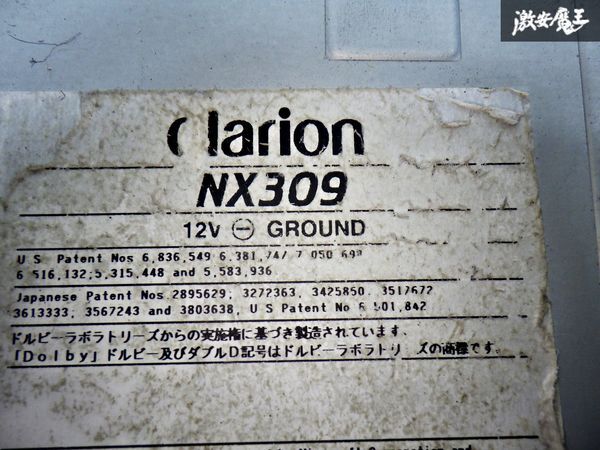 激安魔王
Clarion
NX309
12V ⊖ GROUND
US Patent Nos 6,836,549 6,381,747 7 050 699
6 516,132;5,315,448 and 5,583,936
Japanese Patent Nos. 2895629; 3272363, 3425850, 3517672
3613333; 3567243 and 3803638, US Patent No 6 501,842
ドルビーラボラトリーズからの実施権に基づき製造されています.
「Dolby」ドルビー及びダブルD記号はドルビーラボラトリーズの商標です.
and